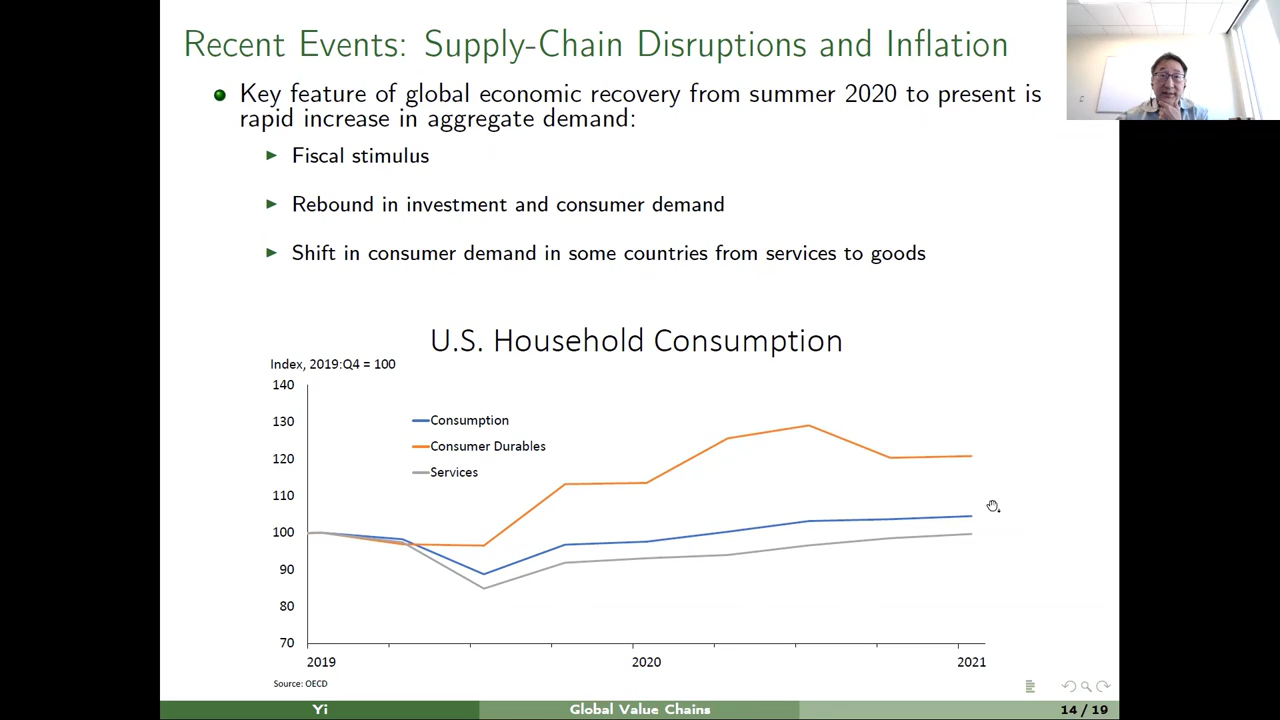 Recent Events: Supply-Chain Disruptions and Inflation
Key feature of global economic recovery from summer 2020 to present is
rapid increase in aggregate demand:
Fiscal stimulus
Rebound in investment and consumer demand
Shift in consumer demand in some countries from services to goods
U.S. Household Consumption
Index, 2019:Q4 = 100
140
130
120
110
100
90
80
70
Consumption
Consumer Durables
Services
2019
2020
2021
Source: OECD
Yi
Global Value Chains
14 / 19